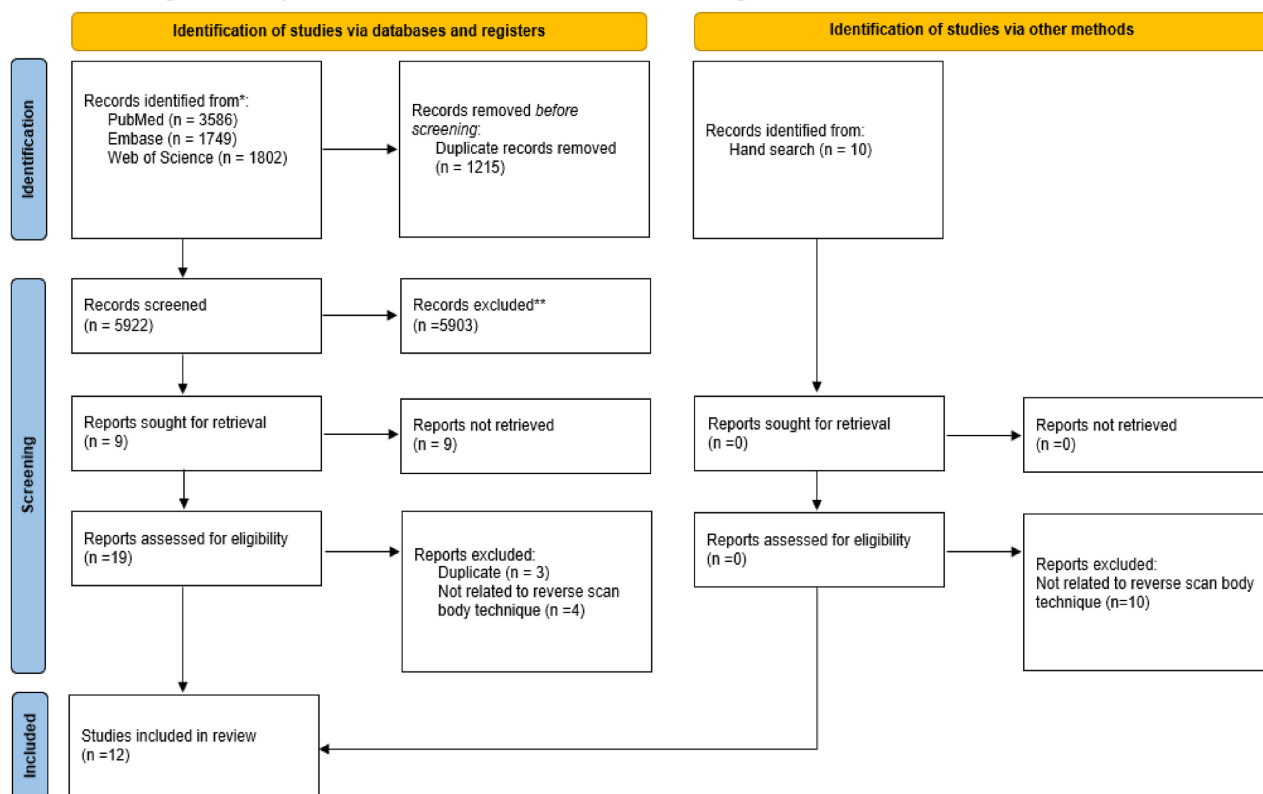 Identification of studies via databases and registers
Identification of studies via other methods
Identification
Records identified from*:
PubMed (n = 3586)
Embase (n = 1749)
Web of Science (n = 1802)
Records removed before
screening:
Duplicate records removed
(n = 1215)
Records identified from:
Hand search (n = 10)
Screening
Records screened
(n = 5922)
Records excluded**
(n =5903)
Reports sought for retrieval
(n = 9)
Reports not retrieved
(n = 9)
Reports sought for retrieval
(n =0)
Reports not retrieved
(n =0)
Reports assessed for eligibility
(n =19)
Reports excluded:
Duplicate (n = 3)
Not related to reverse scan
body technique (n =4)
Reports assessed for eligibility
(n =0)
Reports excluded:
Not related to reverse scan body
technique (n=10)
Included
Studies included in review
(n =12)